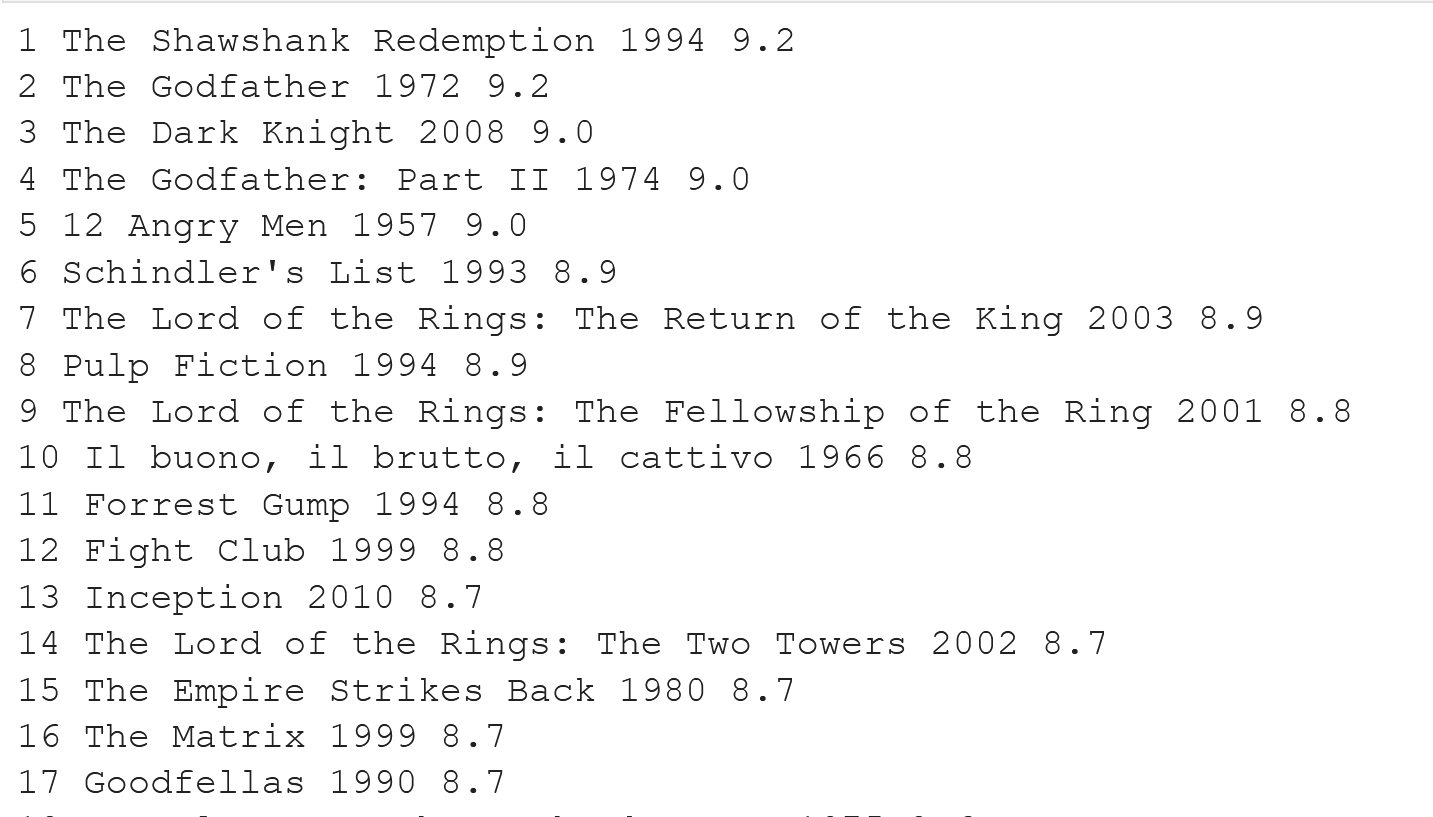 1 The Shawshank Redemption 1994 9.2
2 The Godfather 1972 9.2
3 The Dark Knight 2008 9.0
4 The Godfather: Part II 1974 9.0
5 12 Angry Men 1957 9.0
6 Schindler's List 1993 8.9
7 The Lord of the Rings: The Return of the King 2003 8.9
8 Pulp Fiction 1994 8.9
9 The Lord of the Rings: The Fellowship of the Ring 2001 8.8
10 Il buono, il brutto, il cattivo 1966 8.8
11 Forrest Gump 1994 8.8
12 Fight Club 1999 8.8
13 Inception 2010 8.7
14 The Lord of the Rings: The Two Towers 2002 8.7
15 The Empire Strikes Back 1980 8.7
16 The Matrix 1999 8.7
17 Goodfellas 1990 8.7